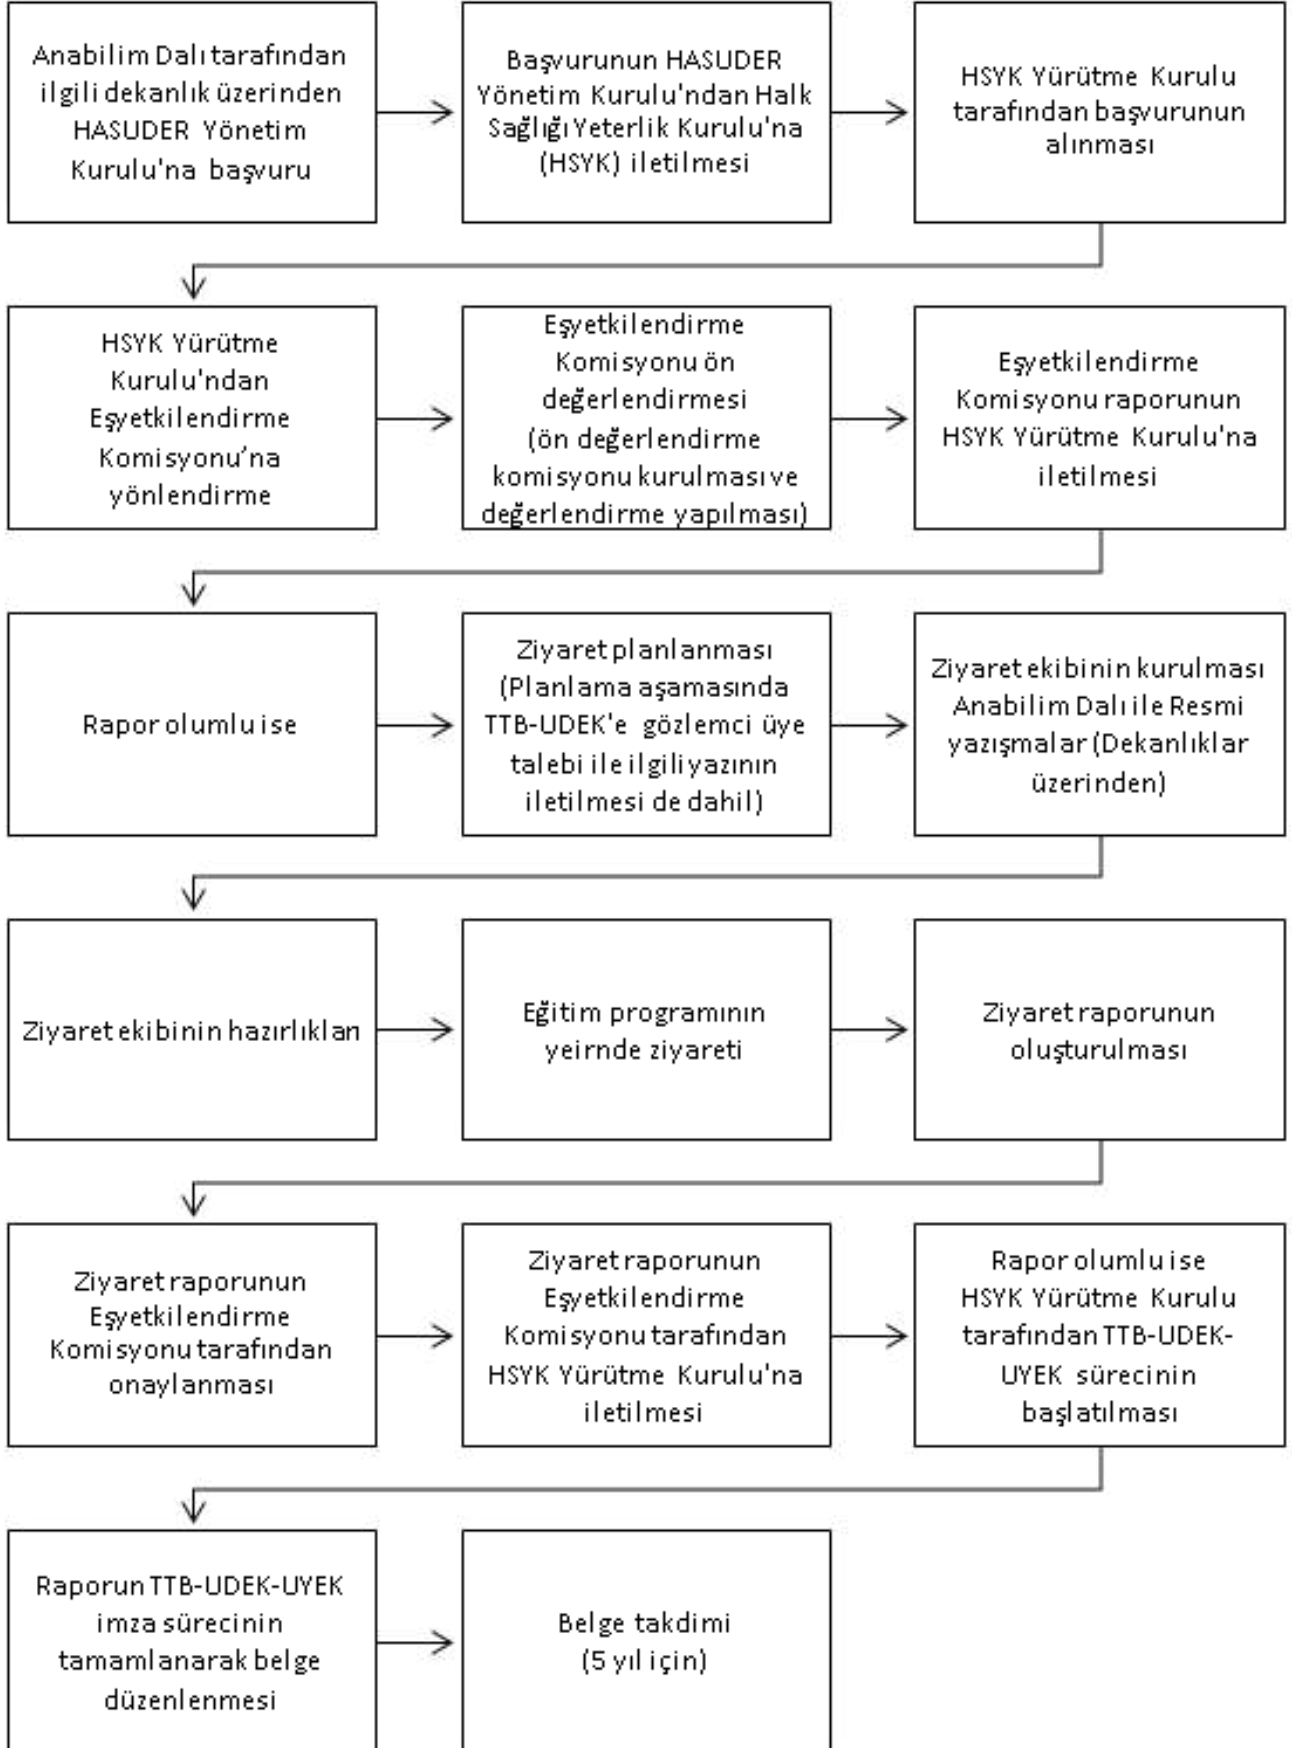 Anabilim Dalı tarafından
ilgili dekanlık üzerinden
HASUDER Yönetim
Kurulu'na başvuru
Başvurunun HASUDER
Yönetim Kurulu'ndan Halk
Sağlığı Yeterlik Kurulu'na
(HSYK) iletilmesi
HSYK Yürütme Kurulu
tarafından başvurunun
alınması
HSYK Yürütme
Kurulu'ndan
Eşyetkilendirme
Komisyonu’na
yönlendirme
Eşyetkilendirme
Komisyonu ön
değerlendirmesi
(ön değerlendirme
komisyonu kurulması ve
değerlendirme yapılması)
Eşyetkilendirme
Komisyonu raporunun
HSYK Yürütme Kurulu'na
iletilmesi
Rapor olumlu ise
Ziyaret planlanması
(Planlama aşamasında
TTB-UDEK'e gözlemci üye
talebi ile ilgili yazının
iletilmesi de dahil)
Ziyaret ekibinin kurulması
Anabilim Dalı ile Resmi
yazışmalar (Dekanlıklar
üzerinden)
Ziyaret ekibinin hazırlıkları
Eğitim programının
yeirnde ziyareti
Ziyaret raporunun
oluşturulması
Ziyaret raporunun
Eşyetkilendirme
Komisyonu tarafından
onaylanması
Ziyaret raporunun
Eşyetkilendirme
Komisyonu tarafından
HSYK Yürütme Kurulu'na
iletilmesi
Rapor olumlu ise
HSYK Yürütme Kurulu
tarafından TTB-UDEK-
UYEK sürecinin
başlatılması
Raporun TTB-UDEK-UYEK
imza sürecinin
tamamlanarak belge
düzenlenmesi
Belge takdimi
(5 yıl için)